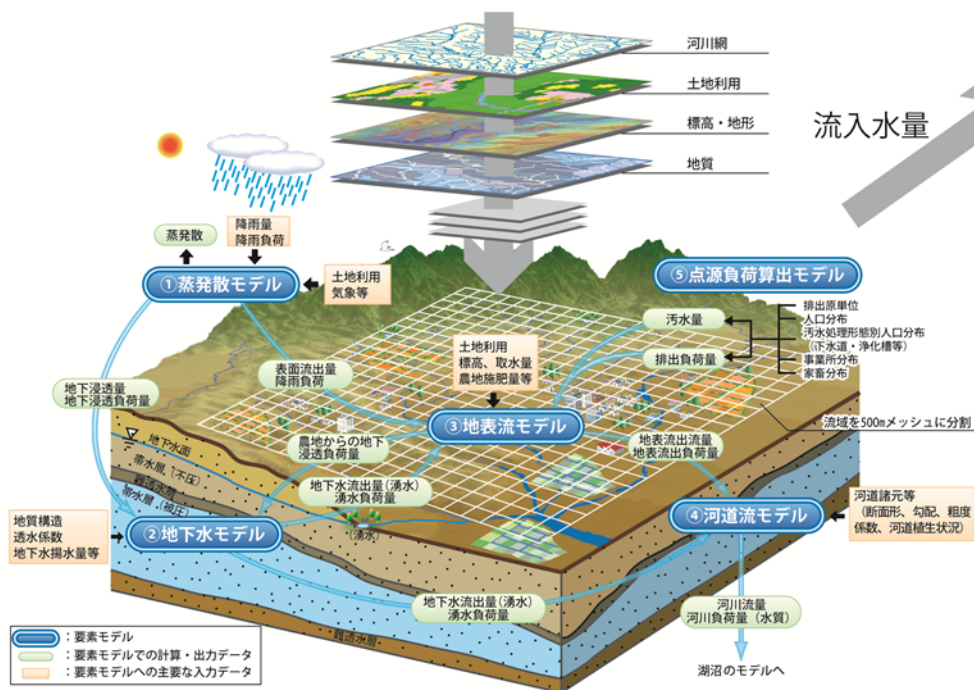 河川網
土地利用
標高・地形
地質
流入水量
蒸発散
降雨量
降雨負荷
①蒸発散モデル
土地利用
気象等
⑤点源負荷算出モデル
汚水量
排出負荷量
排出原単位
人口分布
汚水処理形態別人口分布
(下水道・浄化槽等)
事業所分布
家畜分布
流域を500mメッシュに分割
土地利用
標高、取水量
農地施肥量等
表面流出量
降雨負荷
地下浸透量
地下浸透負荷量
③地表流モデル
農地からの地下
浸透負荷量
地表流出流量
地表流出負荷量
地下水流出量(湧水)
湧水負荷量
地下水面
帯水層(不圧)
難透水層
帯水層(被圧)
地質構造
透水係数
地下水揚水量等
②地下水モデル
(湧水)
④河道流モデル
河道諸元等
(断面形、勾配、粗度
係数、河道植生状況)
地下水流出量(湧水)
湧水負荷量
河川流量
河川負荷量(水質)
難透水層
湖沼のモデルへ
:要素モデル
:要素モデルでの計算・出力データ
:要素モデルへの主要な入力データ